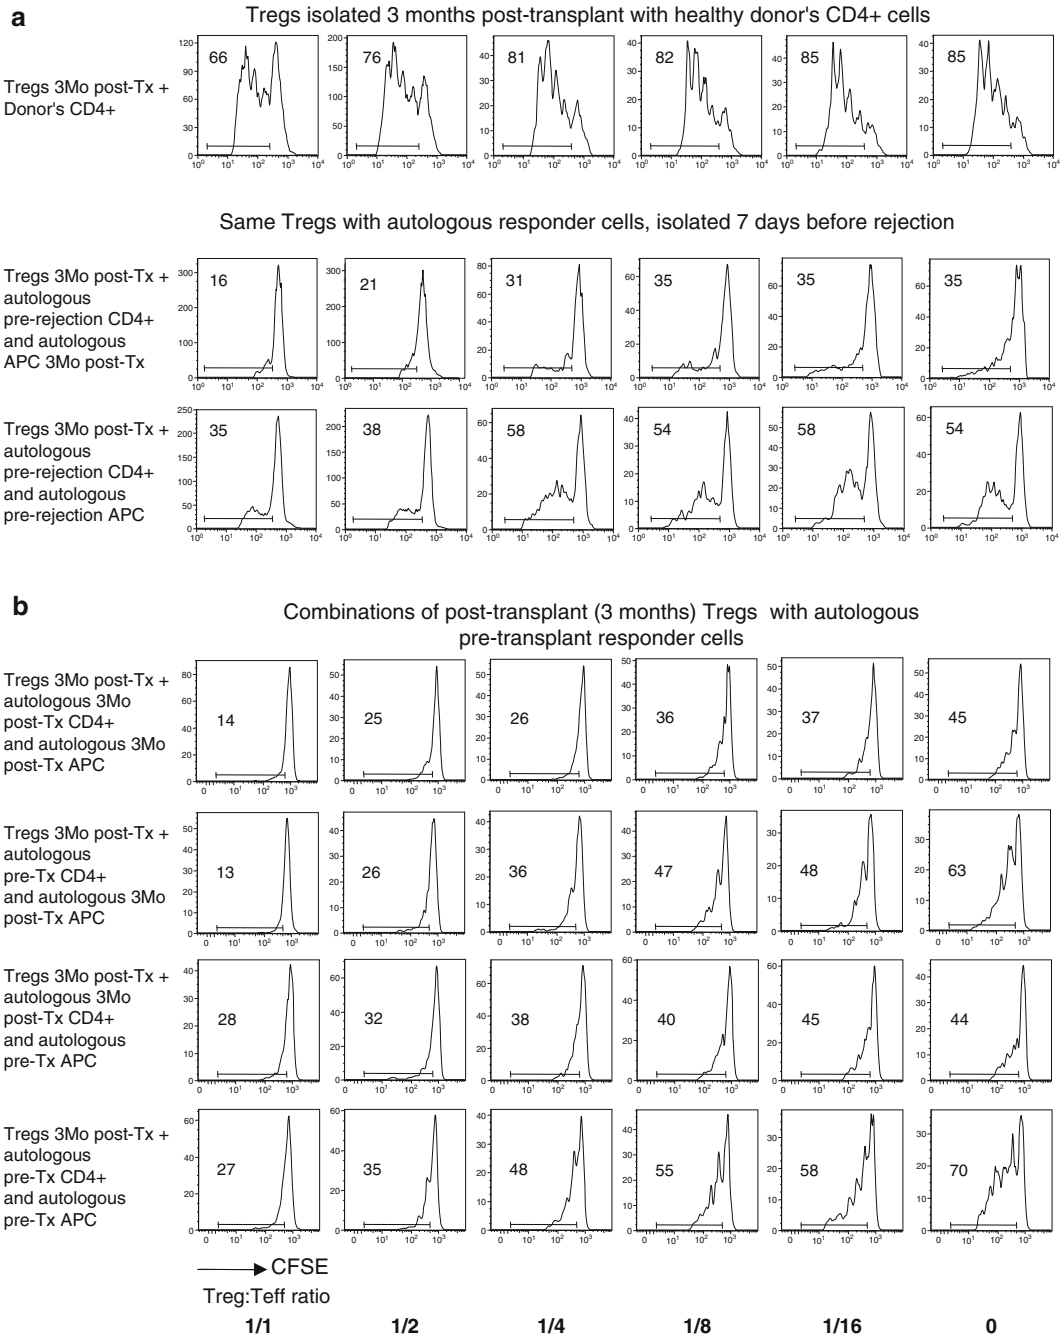 a
Tregs isolated 3 months post-transplant with healthy donor's CD4+ cells
Tregs 3Mo post-Tx +
Donor's CD4+
66 76 81 82 85 85
Same Tregs with autologous responder cells, isolated 7 days before rejection
Tregs 3Mo post-Tx +
autologous
pre-rejection CD4+
and autologous
APC 3Mo post-Tx
16 21 31 35 35 35
Tregs 3Mo post-Tx +
autologous
pre-rejection CD4+
and autologous
pre-rejection APC
35 38 58 54 58 54
b
Combinations of post-transplant (3 months) Tregs with autologous
pre-transplant responder cells
Tregs 3Mo post-Tx +
autologous 3Mo
post-Tx CD4+
and autologous 3Mo
post-Tx APC
14 25 26 36 37 45
Tregs 3Mo post-Tx +
autologous
pre-Tx CD4+
and autologous 3Mo
post-Tx APC
13 26 36 47 48 63
Tregs 3Mo post-Tx +
autologous 3Mo
post-Tx CD4+
and autologous
pre-Tx APC
28 32 38 40 45 44
Tregs 3Mo post-Tx +
autologous
pre-Tx CD4+
and autologous
pre-Tx APC
27 35 48 55 58 70
CFSE
Treg:Teff ratio
1/1 1/2 1/4 1/8 1/16 0